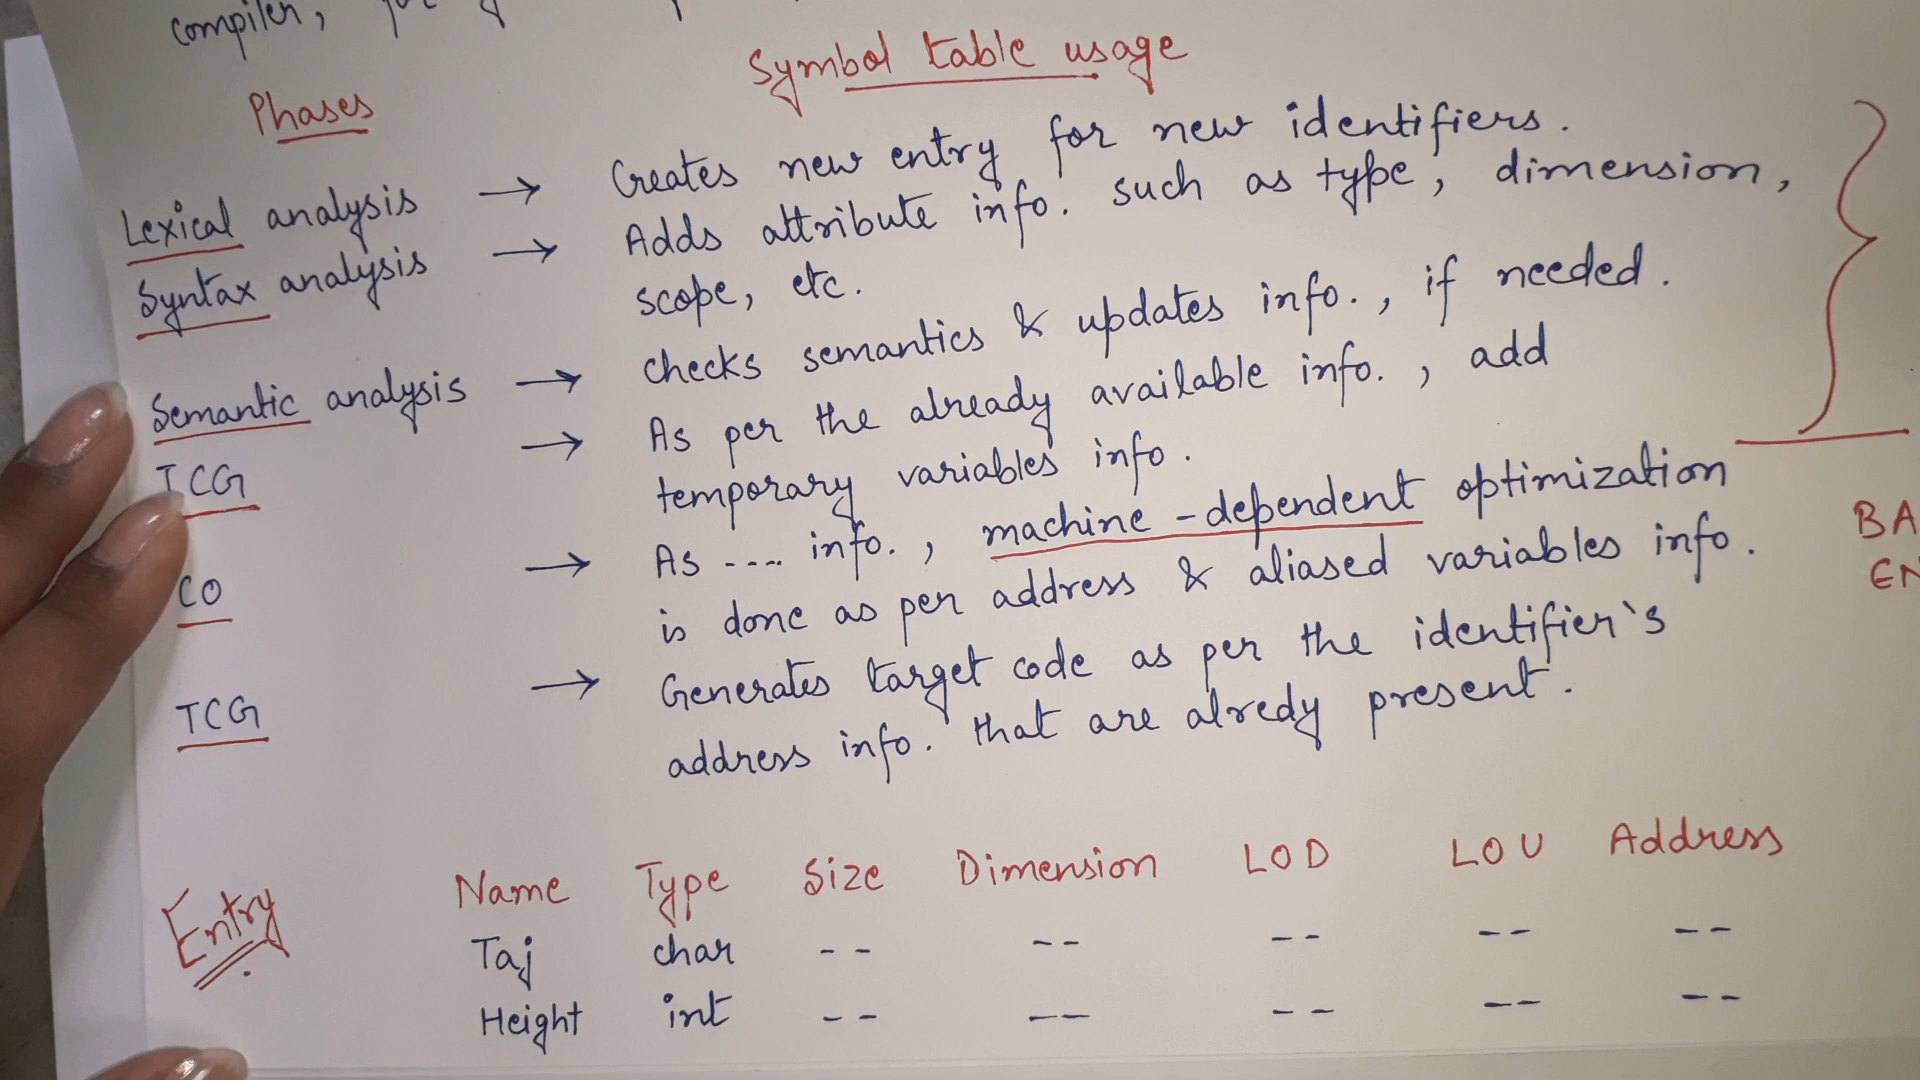 compiler,
Phases Symbol table usage
Lexical analysis → Creates new entry for new identifiers.
Syntax analysis → Adds attribute info. such as type, dimension,
scope, etc.
Semantic analysis → checks semantics & updates info., if needed.
ICG → As per the already available info., add
temporary variables info.
CO → As ---- info., machine-dependent optimization
is done as per address & aliased variables info.
TCG → Generates target code as per the identifier's
address info. that are alredy present.
BA
EN
Entry
Name Type Size Dimension LOD LOU Address
Taj char -- -- -- -- --
Height int -- -- -- -- --